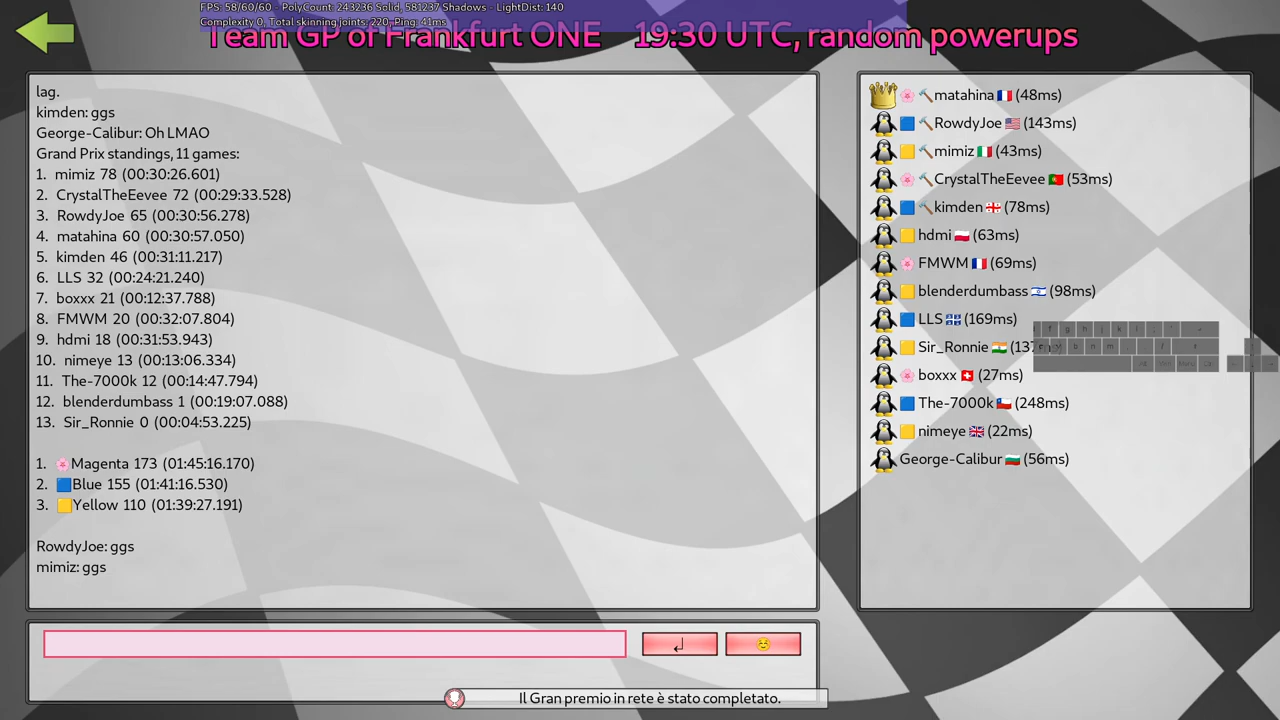 FPS: 58/60/60 - PolyCount: 243236 Solid, 581237 Shadows - LightDist: 140
Complexity 0, Total skinning joints: 220, Ping: 41ms
Team GP of Frankfurt ONE 19:30 UTC, random powerups
lag.
kimden: ggs
George-Calibur: Oh LMAO
Grand Prix standings, 11 games:
1. mimiz 78 (00:30:26.601)
2. CrystalTheEevee 72 (00:29:33.528)
3. RowdyJoe 65 (00:30:56.278)
4. matahina 60 (00:30:57.050)
5. kimden 46 (00:31:11.217)
6. LLS 32 (00:24:21.240)
7. boxxx 21 (00:12:37.788)
8. FMWM 20 (00:32:07.804)
9. hdmi 18 (00:31:53.943)
10. nimeye 13 (00:13:06.334)
11. The-7000k 12 (00:14:47.794)
12. blenderdumbass 1 (00:19:07.088)
13. Sir_Ronnie 0 (00:04:53.225)
1. 🌸Magenta 173 (01:45:16.170)
2. 🟦Blue 155 (01:41:16.530)
3. 🟨Yellow 110 (01:39:27.191)
RowdyJoe: ggs
mimiz: ggs
matahina (48ms)
RowdyJoe (143ms)
mimiz (43ms)
CrystalTheEevee (53ms)
kimden (78ms)
hdmi (63ms)
FMWM (69ms)
blenderdumbass (98ms)
LLS (169ms)
Sir_Ronnie
boxxx (27ms)
The-7000k (248ms)
nimeye (22ms)
George-Calibur (56ms)
Il Gran premio in rete è stato completato.